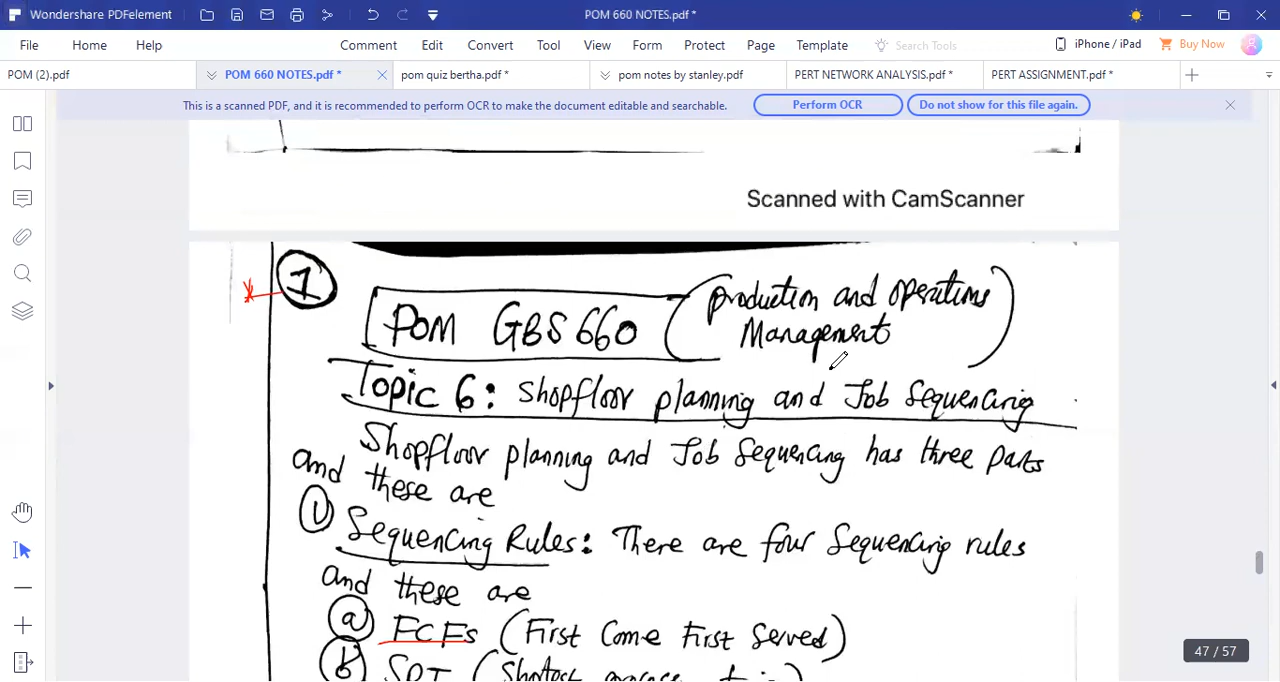 Wondershare PDFelement
POM 660 NOTES.pdf *
File Home Help Comment Edit Convert Tool View Form Protect Page Template Search Tools iPhone / iPad Buy Now
POM (2).pdf POM 660 NOTES.pdf * pom quiz bertha.pdf * pom notes by stanley.pdf PERT NETWORK ANALYSIS.pdf * PERT ASSIGNMENT.pdf *
This is a scanned PDF, and it is recommended to perform OCR to make the document editable and searchable. Perform OCR Do not show for this file again.
Scanned with CamScanner
1
POM GBS 660 (production and operations
Management)
Topic 6: Shopfloor planning and Job Sequencing
Shopfloor planning and Job Sequencing has three parts
and these are
1 Sequencing Rules: There are four Sequencing rules
and these are
a FCFs (First Come First Served)
b SPT (Shortest process time)
47 / 57